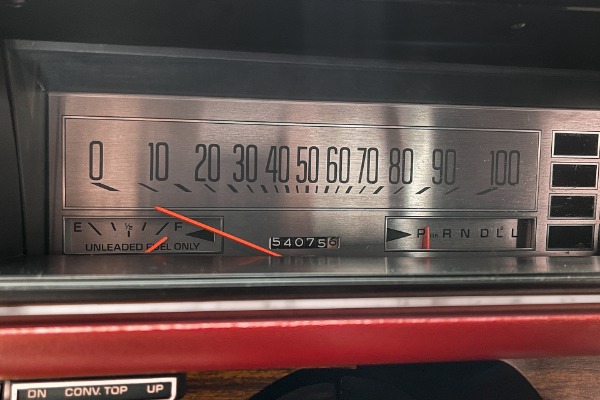 0 10 20 30 40 50 60 70 80 90 100
E ½ F
UNLEADED FUEL ONLY
540756
P R N D L L
DN CONV. TOP UP